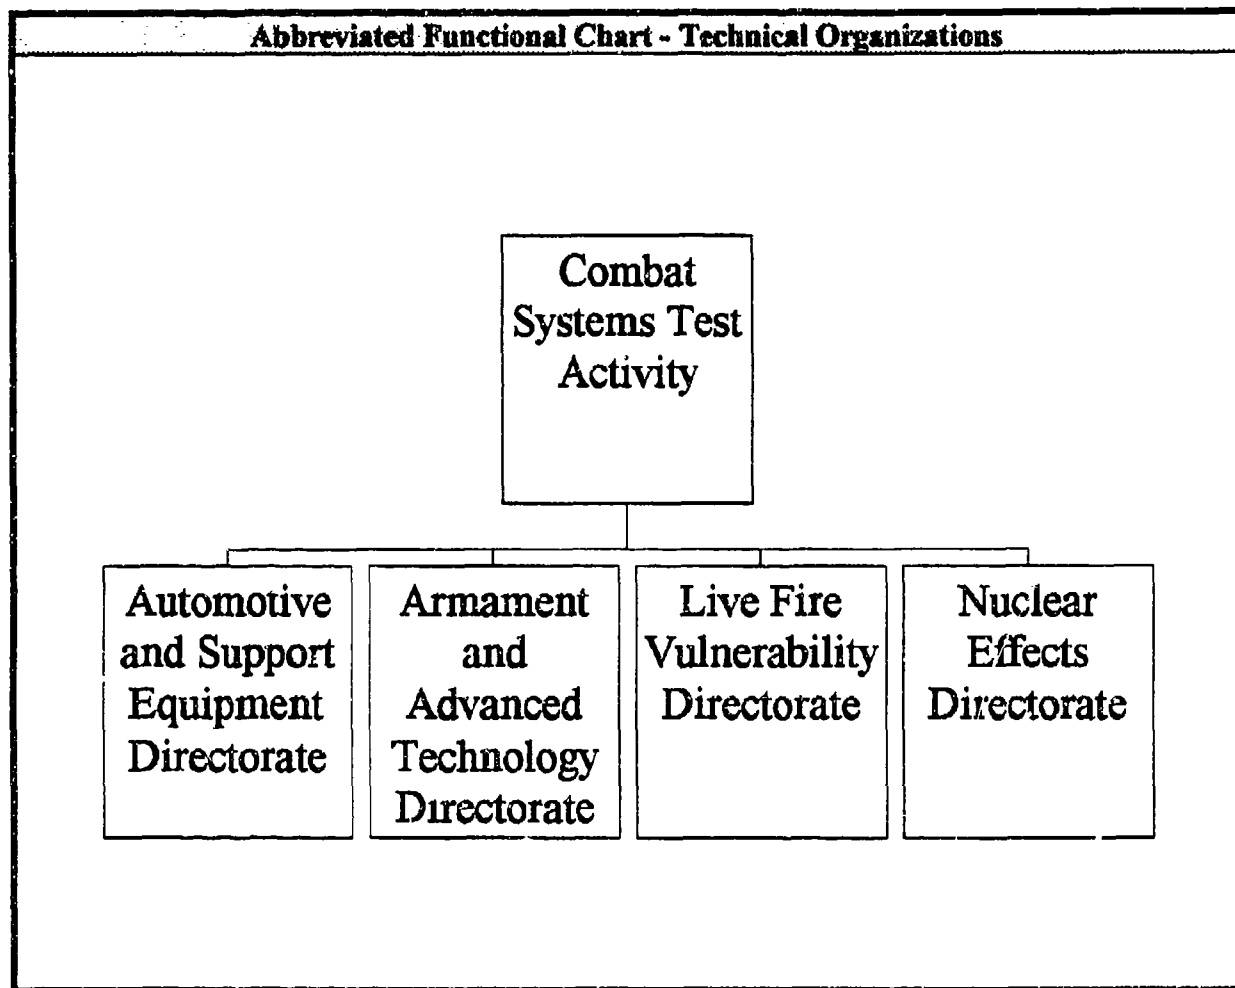 Abbreviated Functional Chart - Technical Organizations
Combat
Systems Test
Activity
Automotive
and Support
Equipment
Directorate
Armament
and
Advanced
Technology
Directorate
Live Fire
Vulnerability
Directorate
Nuclear
Effects
Directorate